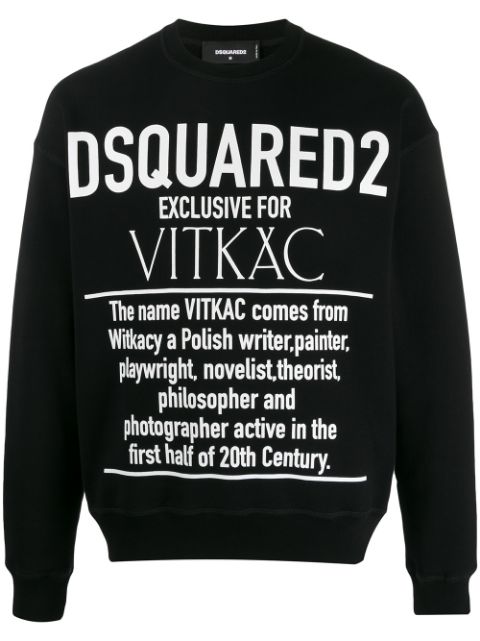 DSQUARED2
DSQUARED2
EXCLUSIVE FOR
VITKAC
The name VITKAC comes from
Witkacy a Polish writer,painter,
playwright, novelist,theorist,
philosopher and
photographer active in the
first half of 20th Century.